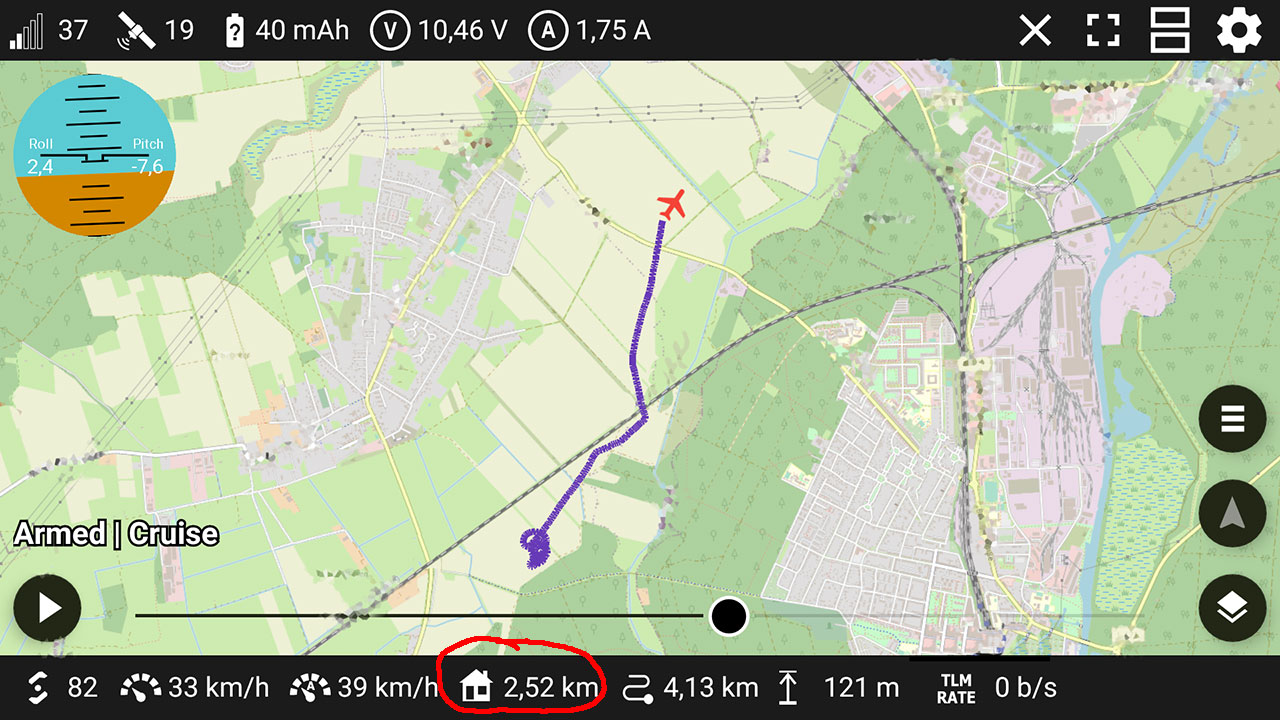 37 19 ? 40 mAh V 10,46 V A 1,75 A
Roll Pitch
2,4 -7,6
Armed | Cruise
82 33 km/h A 39 km/h 2,52 km 4,13 km 121 m TLM RATE 0 b/s